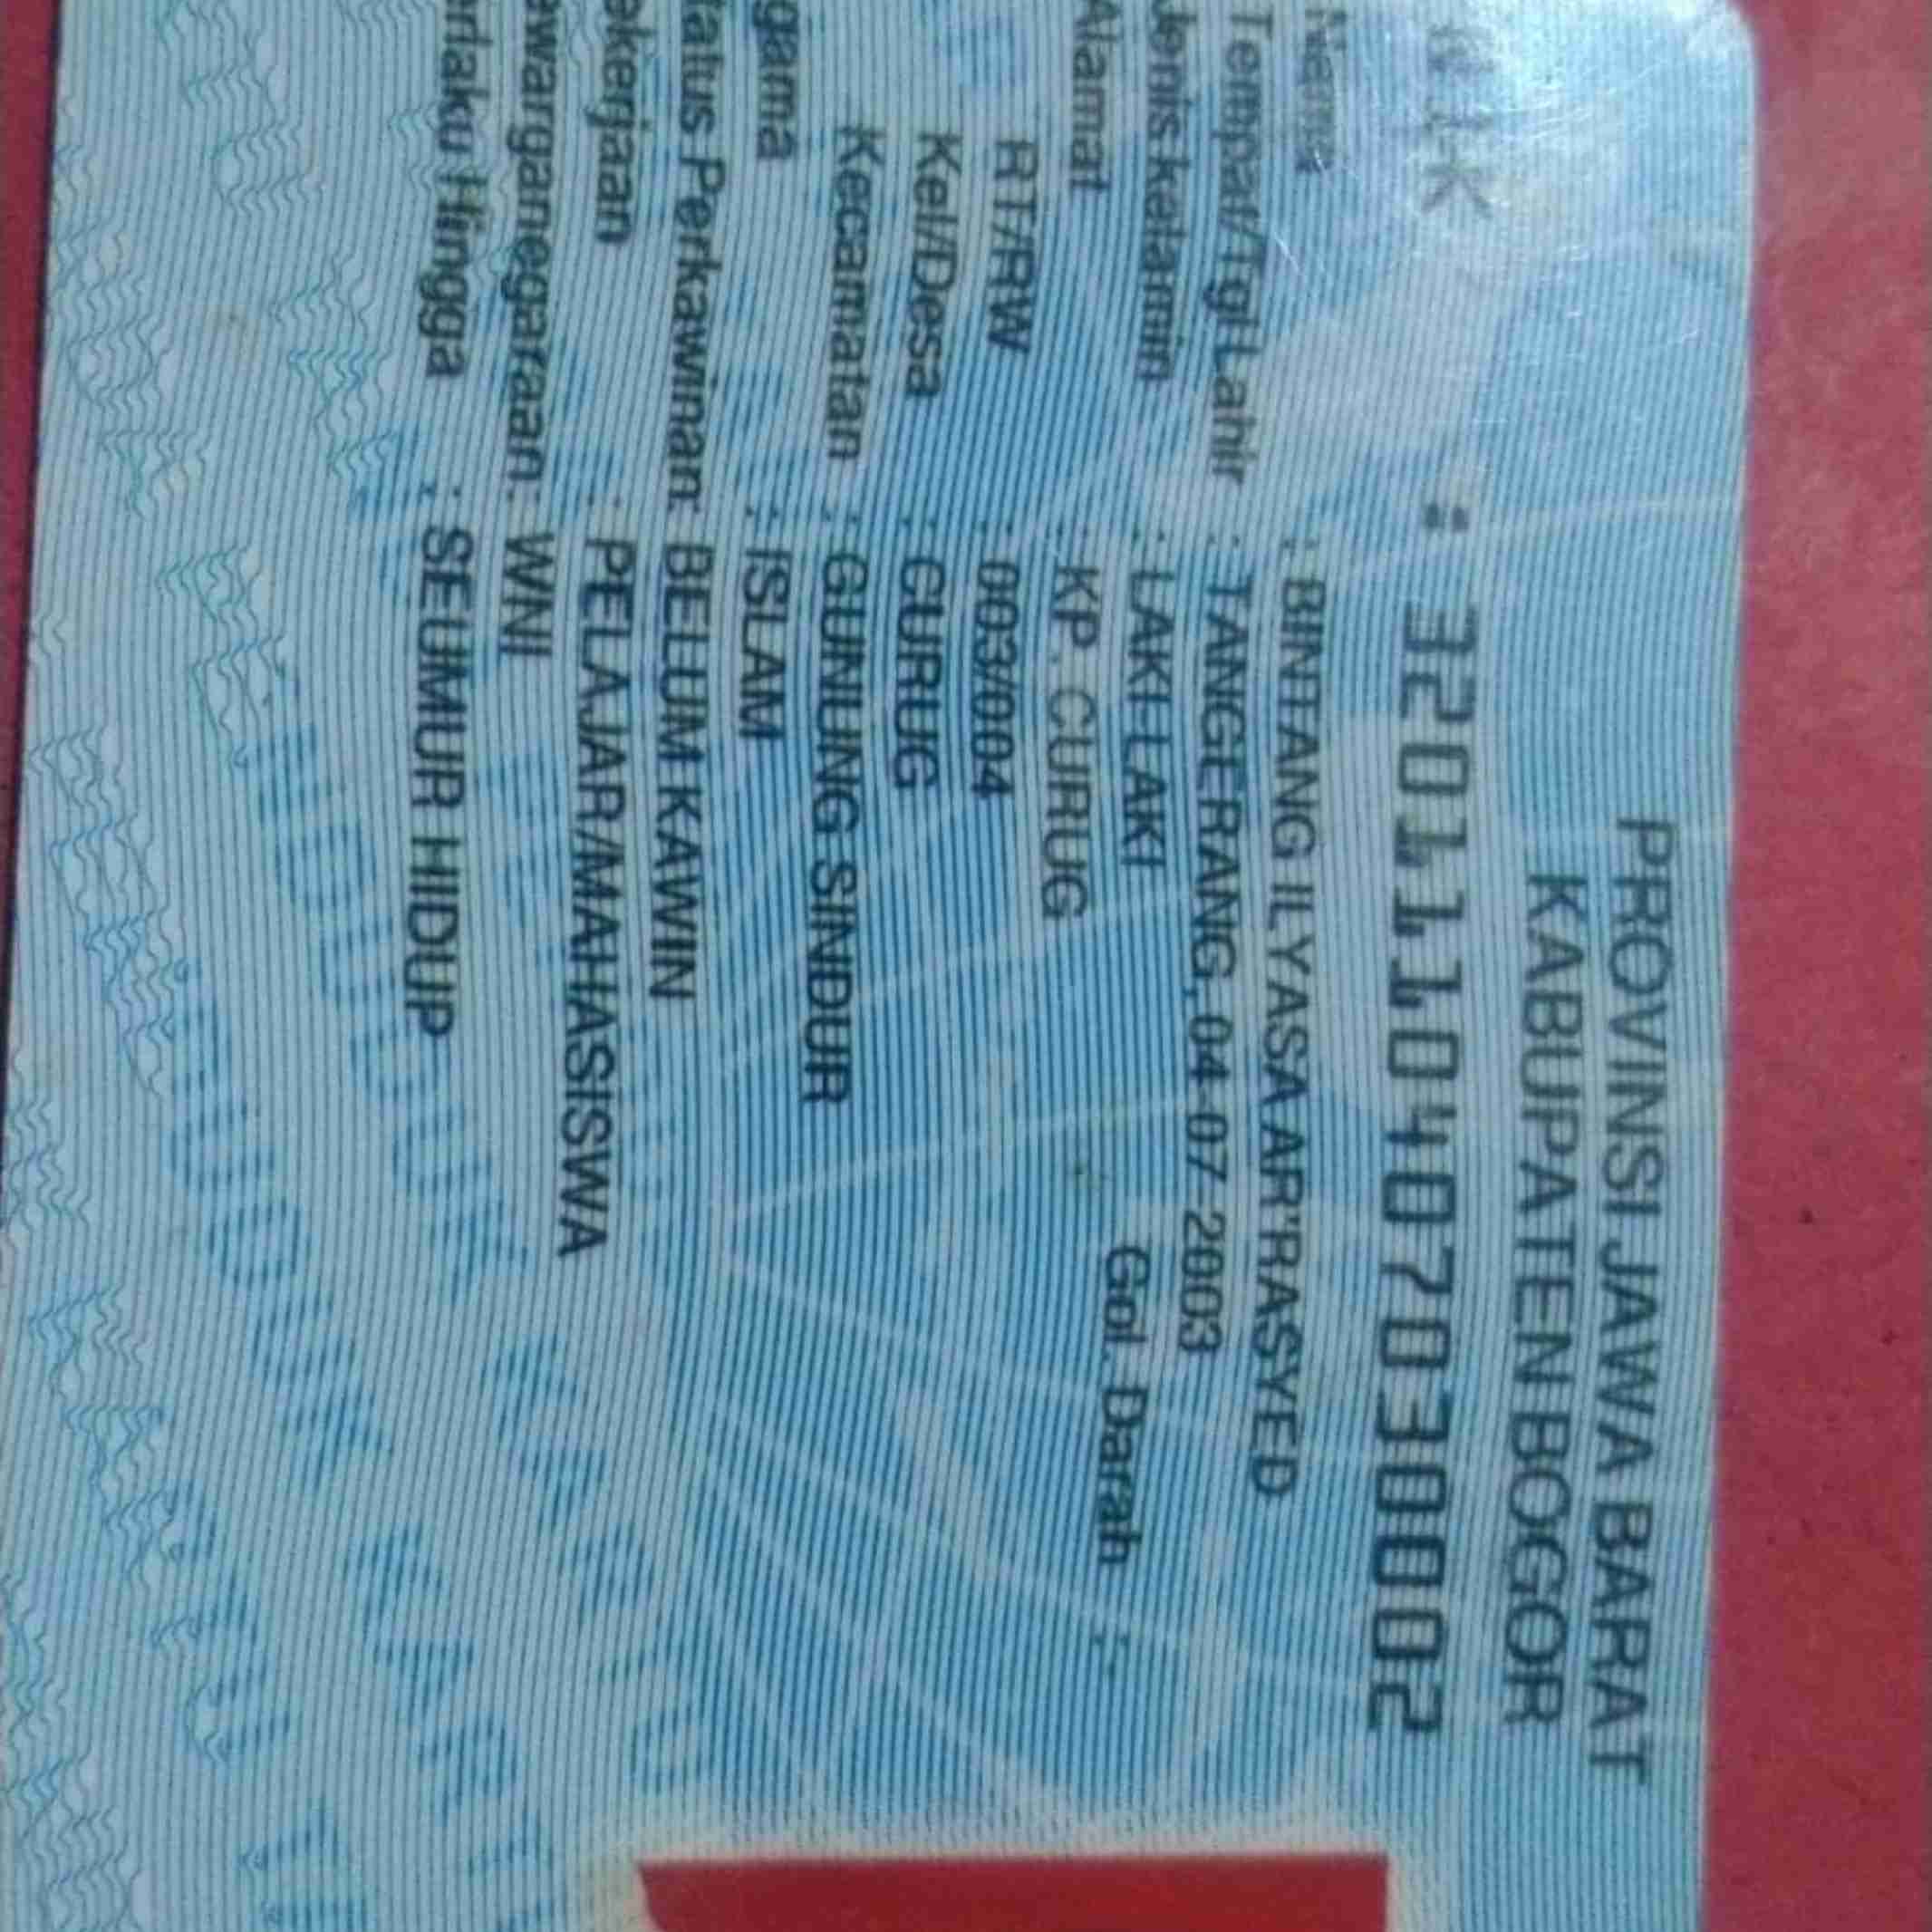 PROVINSI JAWA BARAT
KABUPATEN BOGOR
NIK : 3201110407030002
Nama : BINTANG ILYASA AR'RASYED
Tempat/Tgl Lahir : TANGERANG, 04-07-2003
Jenis kelamin : LAKI-LAKI Gol. Darah :
Alamat : KP. CURUG
RT/RW : 003/004
Kel/Desa : CURUG
Kecamatan : GUNUNG SINDUR
gama : ISLAM
tatus Perkawinan: BELUM KAWIN
ekerjaan : PELAJAR/MAHASISWA
ewarganegaraan: WNI
erlaku Hingga : SEUMUR HIDUP